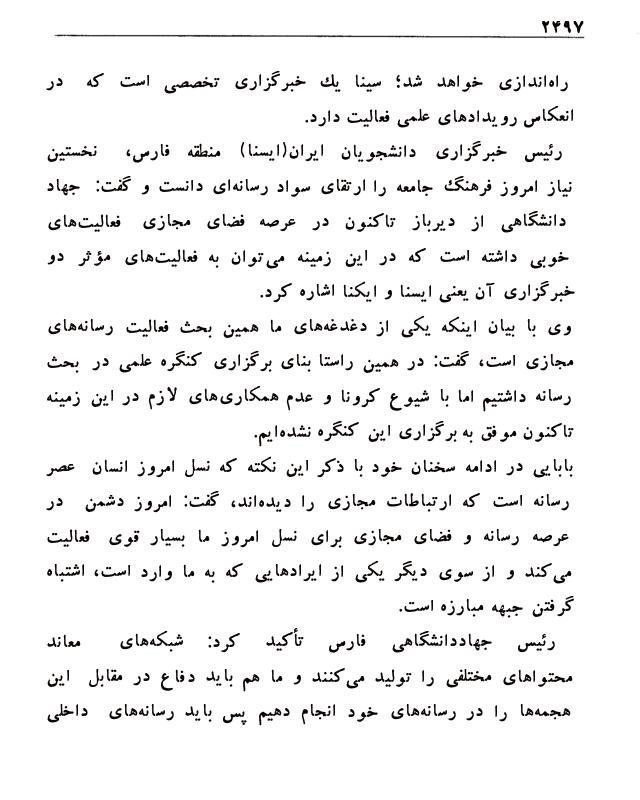 ۲۴۹۷
راه‌اندازی خواهد شد؛ سینا یك خبرگزاری تخصصی است که در
انعکاس رویدادهای علمی فعالیت دارد.
رئیس خبرگزاری دانشجویان ایران(ایسنا) منطقه فارس، نخستین
نیاز امروز فرهنگ جامعه را ارتقای سواد رسانه‌ای دانست و گفت: جهاد
دانشگاهی از دیرباز تاکنون در عرصه فضای مجازی فعالیت‌های
خوبی داشته است که در این زمینه می‌توان به فعالیت‌های مؤثر دو
خبرگزاری آن یعنی ایسنا و ایکنا اشاره کرد.
وی با بیان اینکه یکی از دغدغه‌های ما همین بحث فعالیت رسانه‌های
مجازی است، گفت: در همین راستا بنای برگزاری کنگره علمی در بحث
رسانه داشتیم اما با شیوع کرونا و عدم همکاری‌های لازم در این زمینه
تاکنون موفق به برگزاری این کنگره نشده‌ایم.
بابایی در ادامه سخنان خود با ذکر این نکته که نسل امروز انسان عصر
رسانه است که ارتباطات مجازی را دیده‌اند، گفت: امروز دشمن در
عرصه رسانه و فضای مجازی برای نسل امروز ما بسیار قوی فعالیت
می‌کند و از سوی دیگر یکی از ایرادهایی که به ما وارد است، اشتباه
گرفتن جبهه مبارزه است.
رئیس جهاددانشگاهی فارس تأکید کرد: شبکه‌های معاند
محتواهای مختلفی را تولید می‌کنند و ما هم باید دفاع در مقابل این
هجمه‌ها را در رسانه‌های خود انجام دهیم پس باید رسانه‌های داخلی